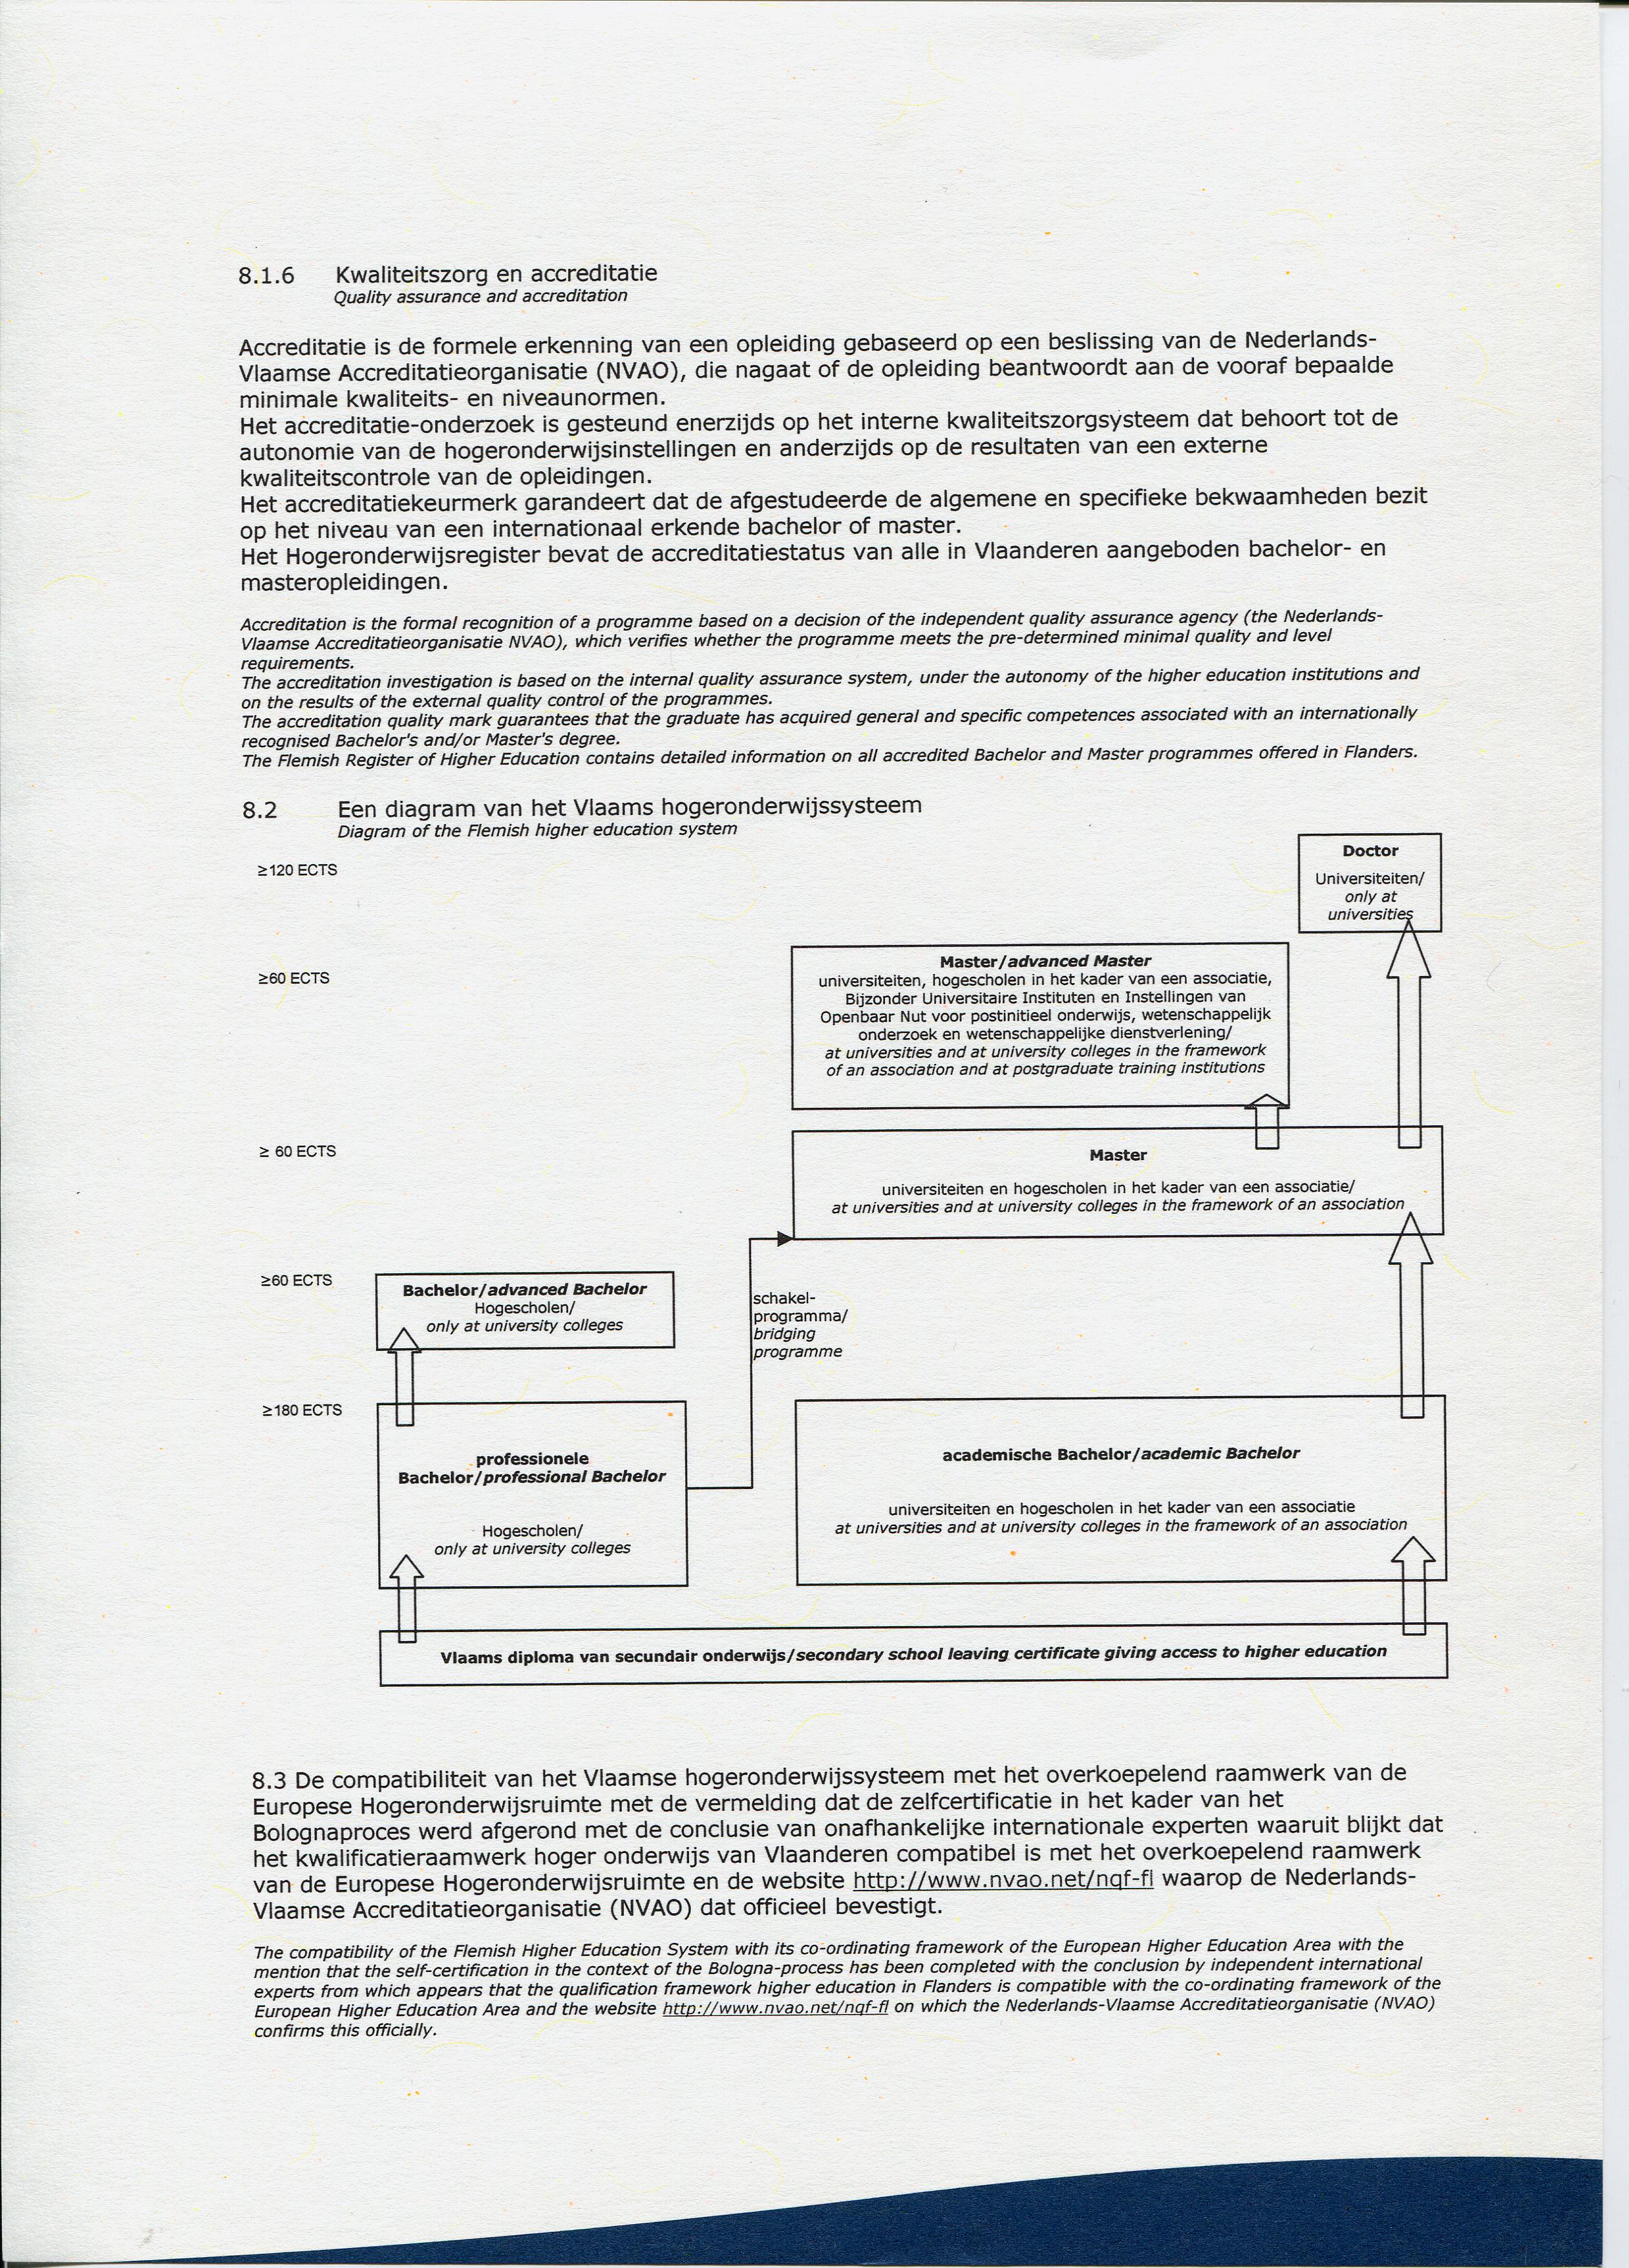 8.1.6 Kwaliteitszorg en accreditatie
Quality assurance and accreditation
Accreditatie is de formele erkenning van een opleiding gebaseerd op een beslissing van de Nederlands-
Vlaamse Accreditatieorganisatie (NVAO), die nagaat of de opleiding beantwoordt aan de vooraf bepaalde
minimale kwaliteits- en niveaunormen.
Het accreditatie-onderzoek is gesteund enerzijds op het interne kwaliteitszorgsysteem dat behoort tot de
autonomie van de hogeronderwijsinstellingen en anderzijds op de resultaten van een externe
kwaliteitscontrole van de opleidingen.
Het accreditatiekeurmerk garandeert dat de afgestudeerde de algemene en specifieke bekwaamheden bezit
op het niveau van een internationaal erkende bachelor of master.
Het Hogeronderwijsregister bevat de accreditatiestatus van alle in Vlaanderen aangeboden bachelor- en
masteropleidingen.
Accreditation is the formal recognition of a programme based on a decision of the independent quality assurance agency (the Nederlands-
Vlaamse Accreditatieorganisatie NVAO), which verifies whether the programme meets the pre-determined minimal quality and level
requirements.
The accreditation investigation is based on the internal quality assurance system, under the autonomy of the higher education institutions and
on the results of the external quality control of the programmes.
The accreditation quality mark guarantees that the graduate has acquired general and specific competences associated with an internationally
recognised Bachelor's and/or Master's degree.
The Flemish Register of Higher Education contains detailed information on all accredited Bachelor and Master programmes offered in Flanders.
8.2 Een diagram van het Vlaams hogeronderwijssysteem
Diagram of the Flemish higher education system
≥120 ECTS
Doctor
Universiteiten/
only at
universities
≥60 ECTS
Master/advanced Master
universiteiten, hogescholen in het kader van een associatie,
Bijzonder Universitaire Instituten en Instellingen van
Openbaar Nut voor postinitieel onderwijs, wetenschappelijk
onderzoek en wetenschappelijke dienstverlening/
at universities and at university colleges in the framework
of an association and at postgraduate training institutions
≥ 60 ECTS
Master
universiteiten en hogescholen in het kader van een associatie/
at universities and at university colleges in the framework of an association
≥60 ECTS
Bachelor/advanced Bachelor
Hogescholen/
only at university colleges
schakel-
programma/
bridging
programme
≥180 ECTS
professionele
Bachelor/professional Bachelor
Hogescholen/
only at university colleges
academische Bachelor/academic Bachelor
universiteiten en hogescholen in het kader van een associatie
at universities and at university colleges in the framework of an association
Vlaams diploma van secundair onderwijs/secondary school leaving certificate giving access to higher education
8.3 De compatibiliteit van het Vlaamse hogeronderwijssysteem met het overkoepelend raamwerk van de
Europese Hogeronderwijsruimte met de vermelding dat de zelfcertificatie in het kader van het
Bolognaproces werd afgerond met de conclusie van onafhankelijke internationale experten waaruit blijkt dat
het kwalificatieraamwerk hoger onderwijs van Vlaanderen compatibel is met het overkoepelend raamwerk
van de Europese Hogeronderwijsruimte en de website http://www.nvao.net/nqf-fl waarop de Nederlands-
Vlaamse Accreditatieorganisatie (NVAO) dat officieel bevestigt.
The compatibility of the Flemish Higher Education System with its co-ordinating framework of the European Higher Education Area with the
mention that the self-certification in the context of the Bologna-process has been completed with the conclusion by independent international
experts from which appears that the qualification framework higher education in Flanders is compatible with the co-ordinating framework of the
European Higher Education Area and the website http://www.nvao.net/nqf-fl on which the Nederlands-Vlaamse Accreditatieorganisatie (NVAO)
confirms this officially.